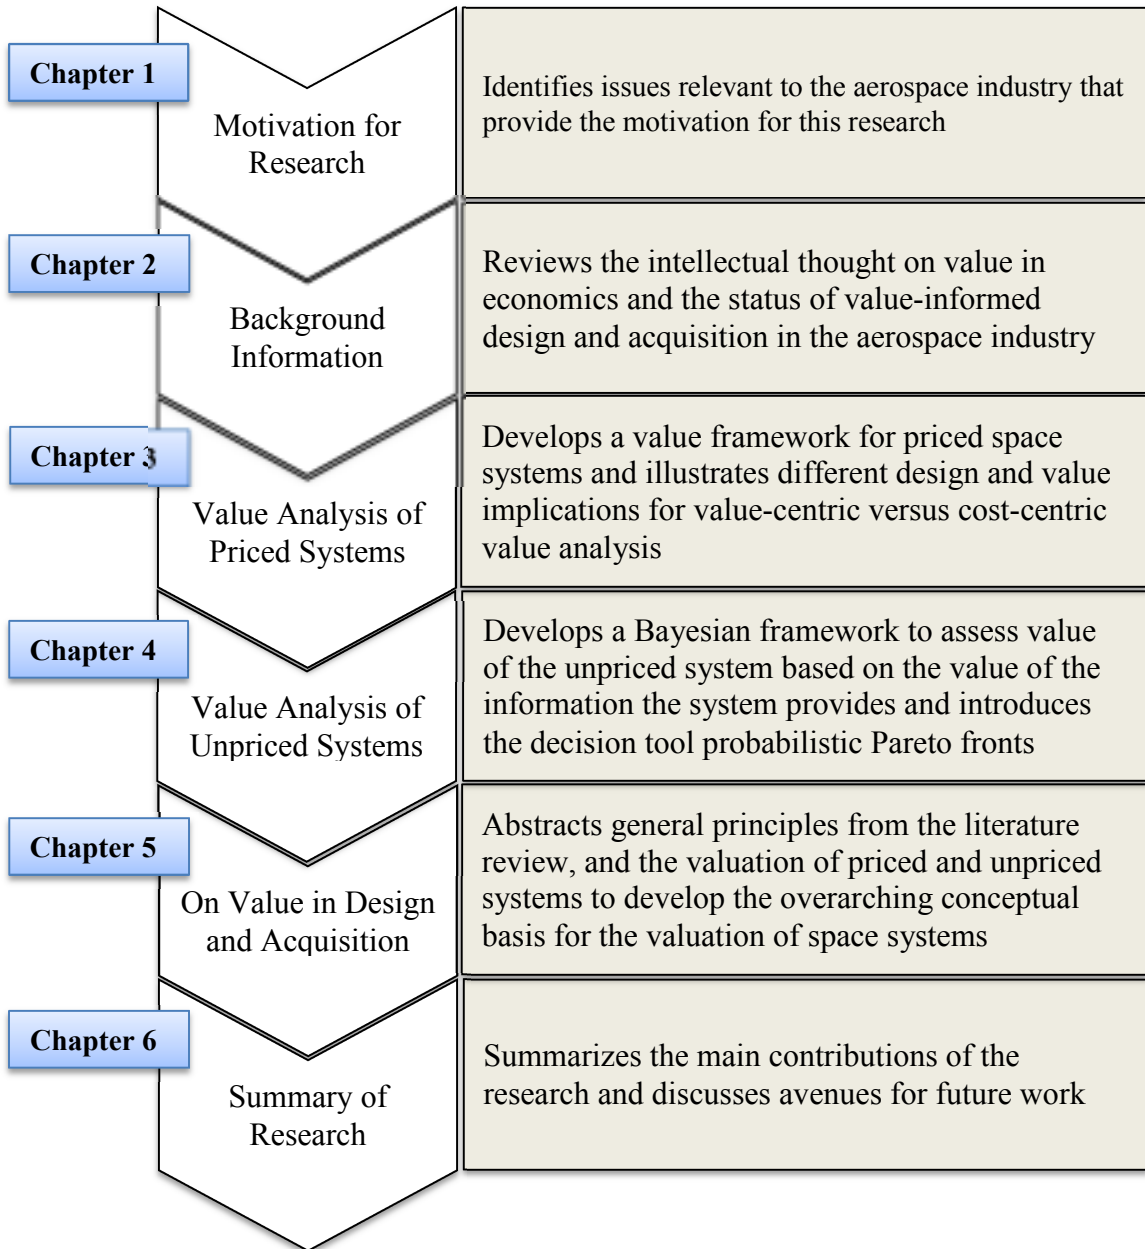 Chapter 1
Motivation for
Research
Identifies issues relevant to the aerospace industry that
provide the motivation for this research
Chapter 2
Background
Information
Reviews the intellectual thought on value in
economics and the status of value-informed
design and acquisition in the aerospace industry
Chapter 3
Value Analysis of
Priced Systems
Develops a value framework for priced space
systems and illustrates different design and value
implications for value-centric versus cost-centric
value analysis
Chapter 4
Value Analysis of
Unpriced Systems
Develops a Bayesian framework to assess value
of the unpriced system based on the value of the
information the system provides and introduces
the decision tool probabilistic Pareto fronts
Chapter 5
On Value in Design
and Acquisition
Abstracts general principles from the literature
review, and the valuation of priced and unpriced
systems to develop the overarching conceptual
basis for the valuation of space systems
Chapter 6
Summary of
Research
Summarizes the main contributions of the
research and discusses avenues for future work